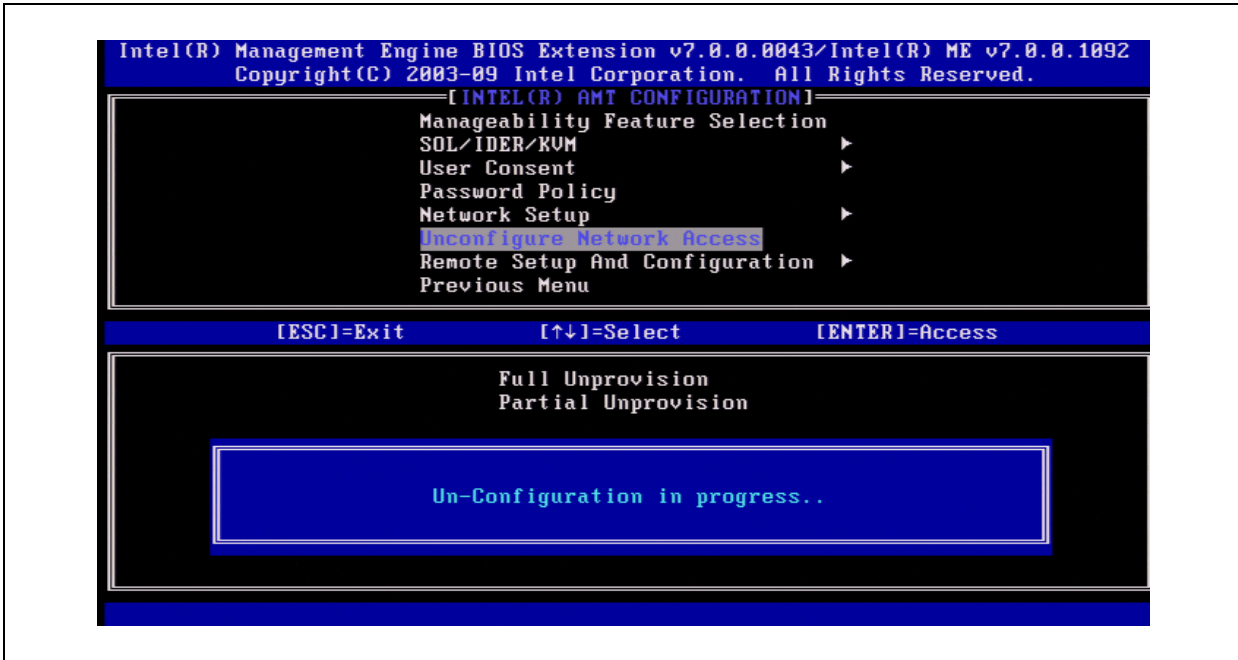 Intel(R) Management Engine BIOS Extension v7.0.0.0043/Intel(R) ME v7.0.0.1092
Copyright(C) 2003-09 Intel Corporation. All Rights Reserved.
[INTEL(R) AMT CONFIGURATION]
Manageability Feature Selection
SOL/IDER/KVM ►
User Consent ►
Password Policy
Network Setup ►
Unconfigure Network Access
Remote Setup And Configuration ►
Previous Menu
[ESC]=Exit [↑↓]=Select [ENTER]=Access
Full Unprovision
Partial Unprovision
Un-Configuration in progress..